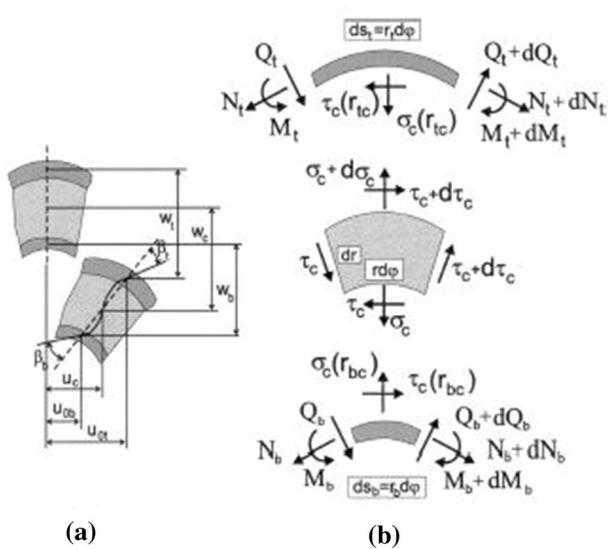 ds_t=r_tdφ
Q_t
Q_t+dQ_t
N_t
N_t+dN_t
M_t
M_t+dM_t
τ_c(r_tc)
σ_c(r_tc)
σ_c+dσ_c
τ_c+dτ_c
τ_c
dr
rdφ
τ_c+dτ_c
τ_c
σ_c
w_t
w_c
w_b
β_t
β_b
u_c
u_0b
u_0t
σ_c(r_bc)
τ_c(r_bc)
Q_b
Q_b+dQ_b
N_b
N_b+dN_b
M_b
M_b+dM_b
ds_b=r_bdφ
(a)
(b)